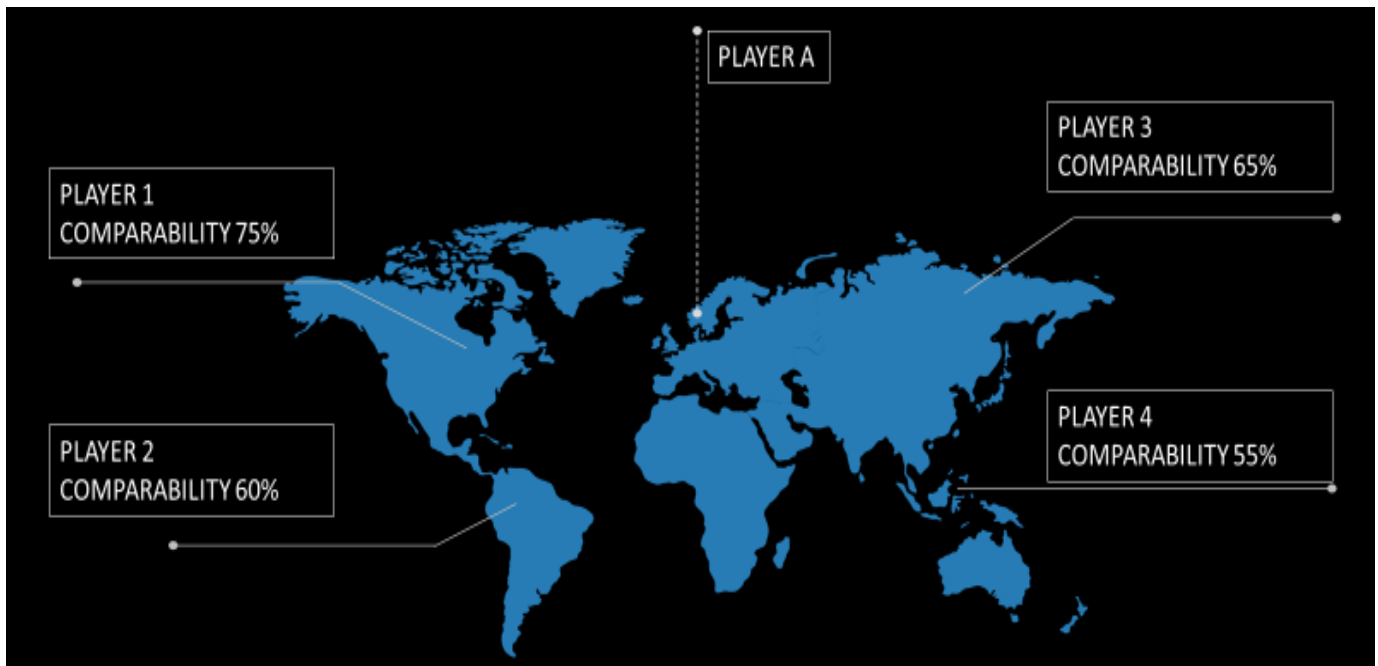 PLAYER A
PLAYER 3
COMPARABILITY 65%
PLAYER 1
COMPARABILITY 75%
PLAYER 4
COMPARABILITY 55%
PLAYER 2
COMPARABILITY 60%